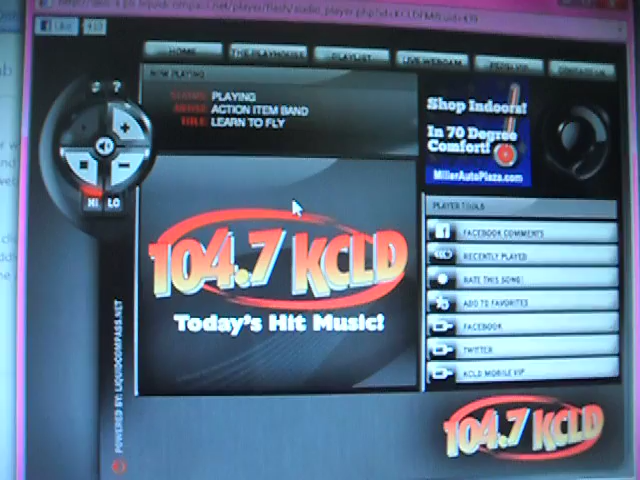 Like
HOME
THE PLAYHOUSE
PLAYLIST
LIVE WEBCAM
CONTACT US
NOW PLAYING
STATUS: PLAYING
ARTIST: ACTION ITEM BAND
TITLE: LEARN TO FLY
Shop Indoors!
In 70 Degree
Comfort!
MillerAutoPlaza.com
HI LO
PLAYER TOOLS
FACEBOOK COMMENTS
RECENTLY PLAYED
RATE THIS SONG!
ADD TO FAVORITES
FACEBOOK
TWITTER
KCLD MOBILE VIP
104.7 KCLD
Today's Hit Music!
POWERED BY: LIQUIDCOMPASS.NET
104.7 KCLD